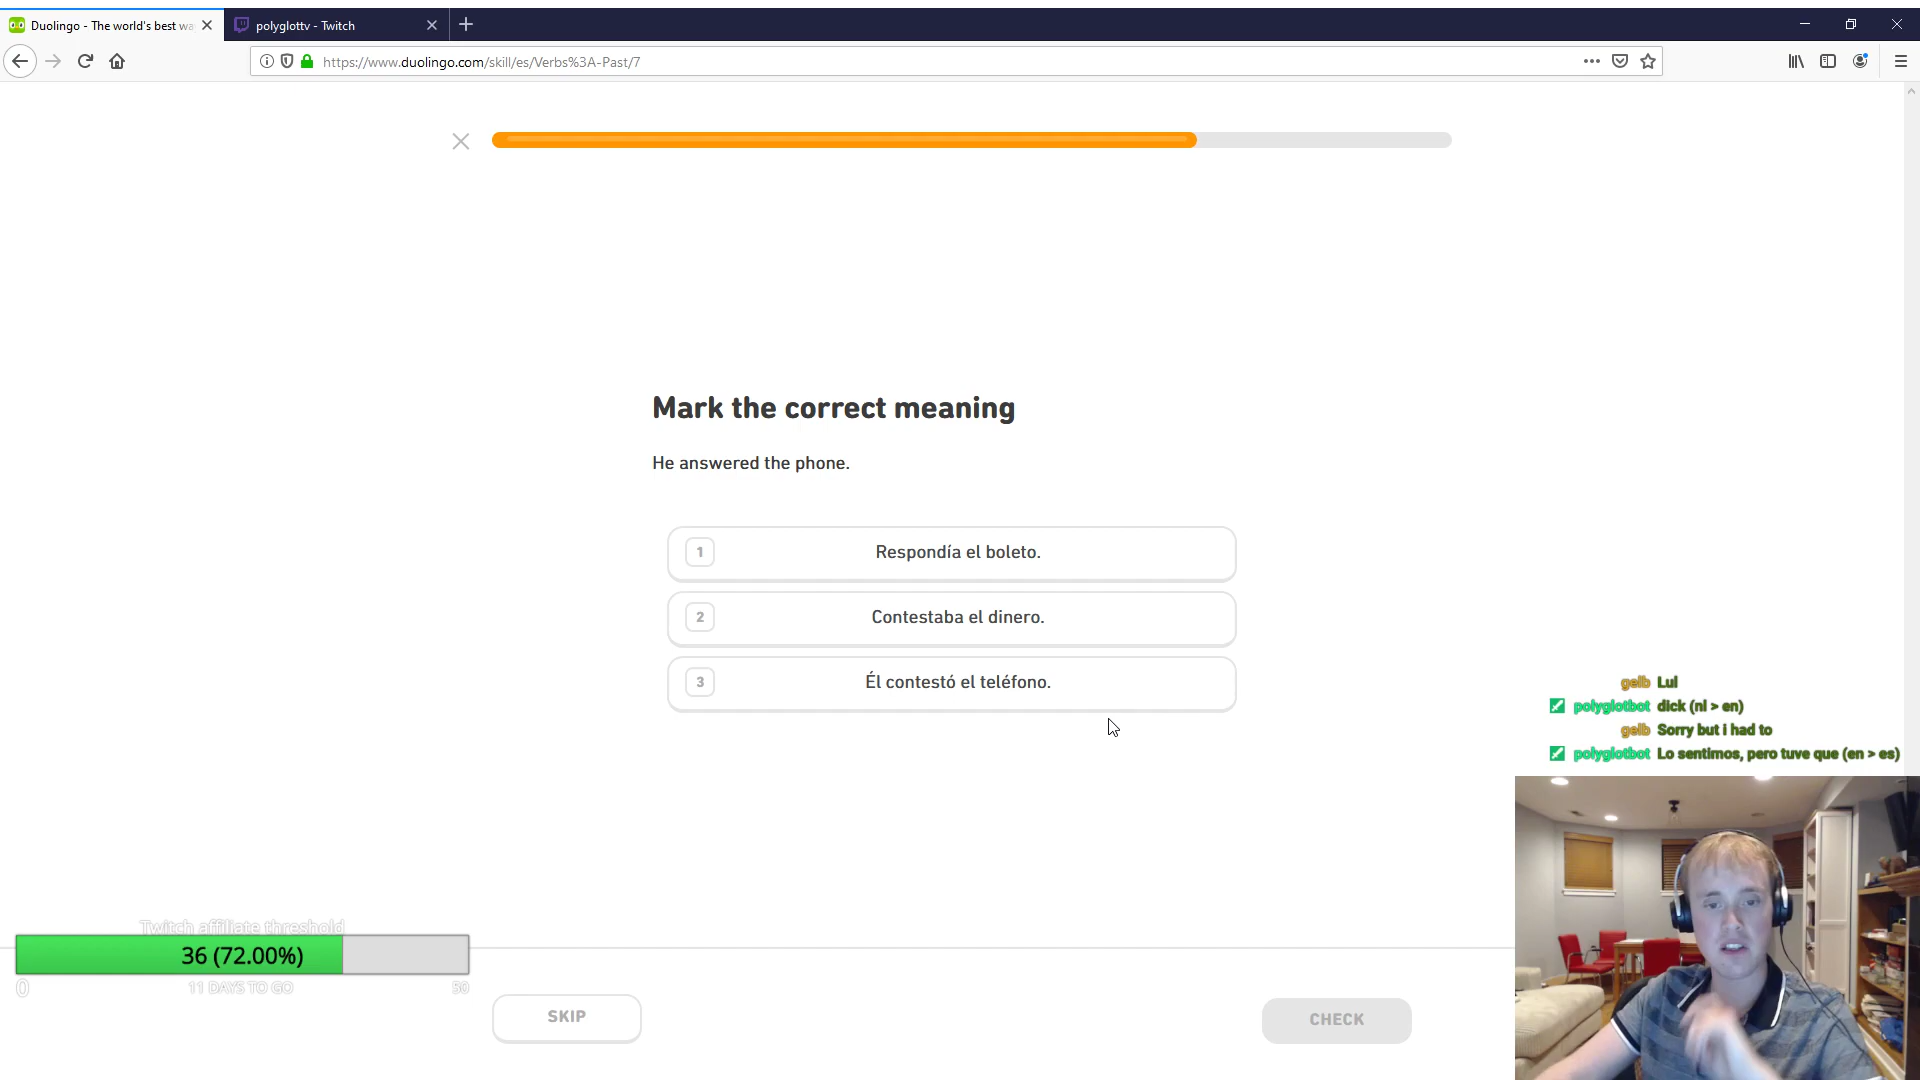 Duolingo - The world's best wa
polyglottv - Twitch
https://www.duolingo.com/skill/es/Verbs%3A-Past/7
Mark the correct meaning
He answered the phone.
1 Respondía el boleto.
2 Contestaba el dinero.
3 Él contestó el teléfono.
gelb Lul
polyglotbot dick (nl > en)
gelb Sorry but i had to
polyglotbot Lo sentimos, pero tuve que (en > es)
Twitch affiliate threshold
36 (72.00%)
0 11 DAYS TO GO 50
SKIP
CHECK